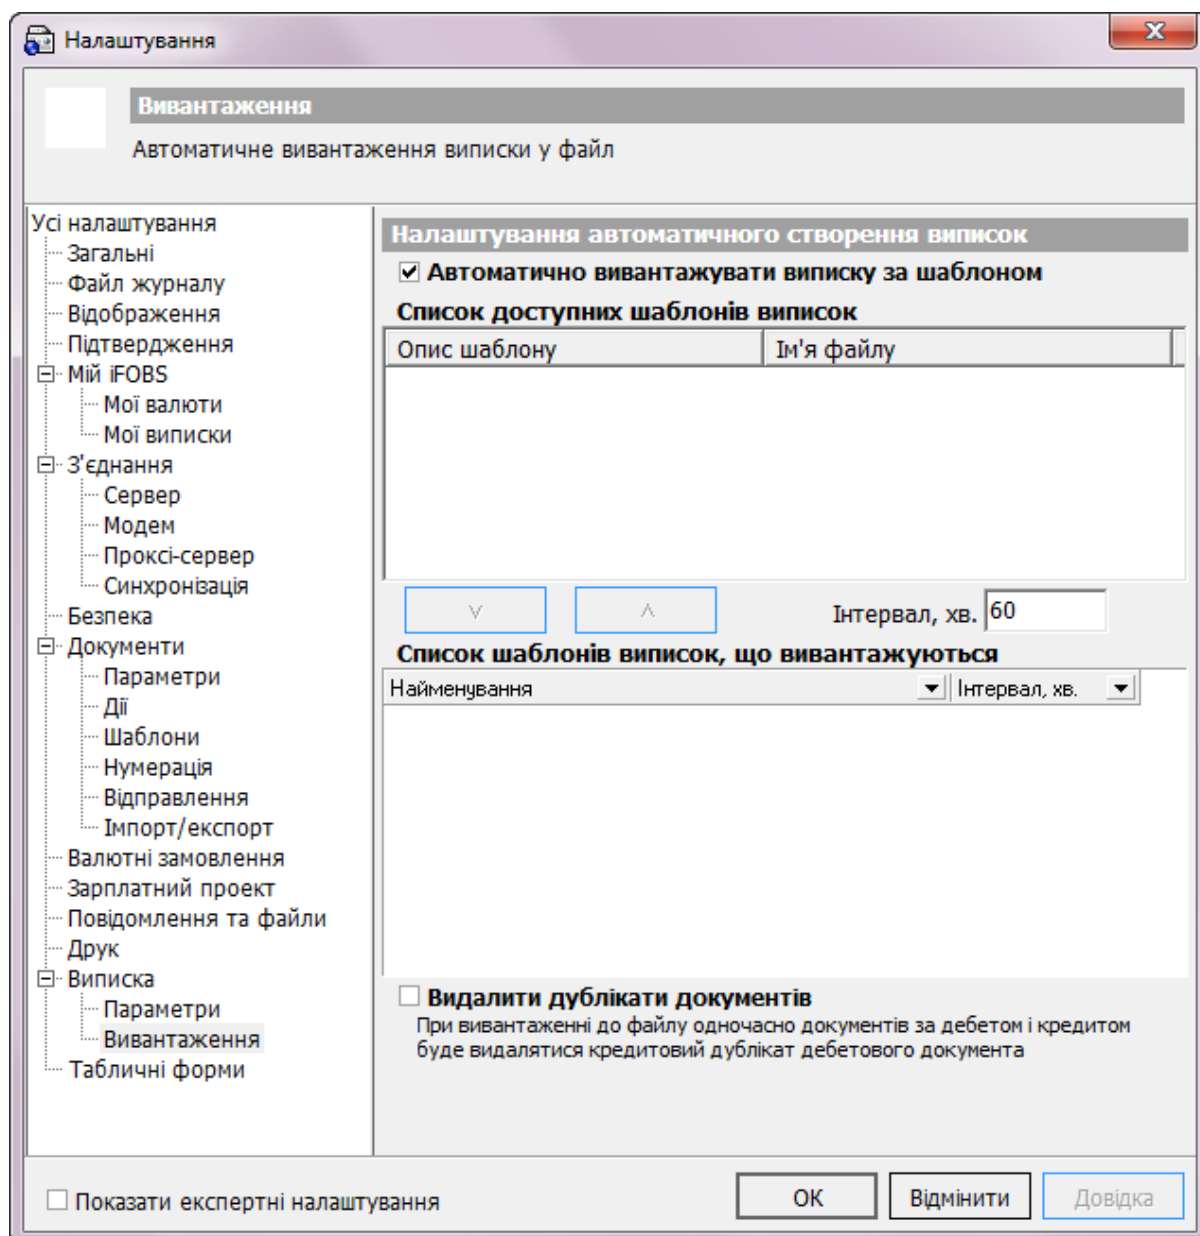 Налаштування
Вивантаження
Автоматичне вивантаження виписки у файл
Усі налаштування
Загальні
Файл журналу
Відображення
Підтвердження
Мій iFOBS
Мої валюти
Мої виписки
З'єднання
Сервер
Модем
Проксі-сервер
Синхронізація
Безпека
Документи
Параметри
Дії
Шаблони
Нумерація
Відправлення
Імпорт/експорт
Валютні замовлення
Зарплатний проект
Повідомлення та файли
Друк
Виписка
Параметри
Вивантаження
Табличні форми
Налаштування автоматичного створення виписок
Автоматично вивантажувати виписку за шаблоном
Список доступних шаблонів виписок
Опис шаблону Ім'я файлу
Інтервал, хв. 60
Список шаблонів виписок, що вивантажуються
Найменування Інтервал, хв.
Видалити дублікати документів
При вивантаженні до файлу одночасно документів за дебетом і кредитом
буде видалятися кредитовий дублікат дебетового документа
Показати експертні налаштування
ОК Відмінити Довідка